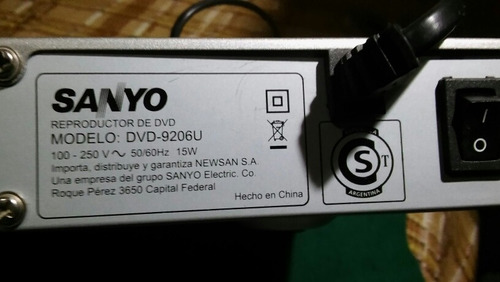 SANYO
REPRODUCTOR DE DVD
MODELO: DVD-9206U
100 - 250 V ~ 50/60Hz 15W
Importa, distribuye y garantiza NEWSAN S.A.
Una empresa del grupo SANYO Electric. Co.
Roque Pérez 3650 Capital Federal
Hecho en China
S T
ARGENTINA
I
O